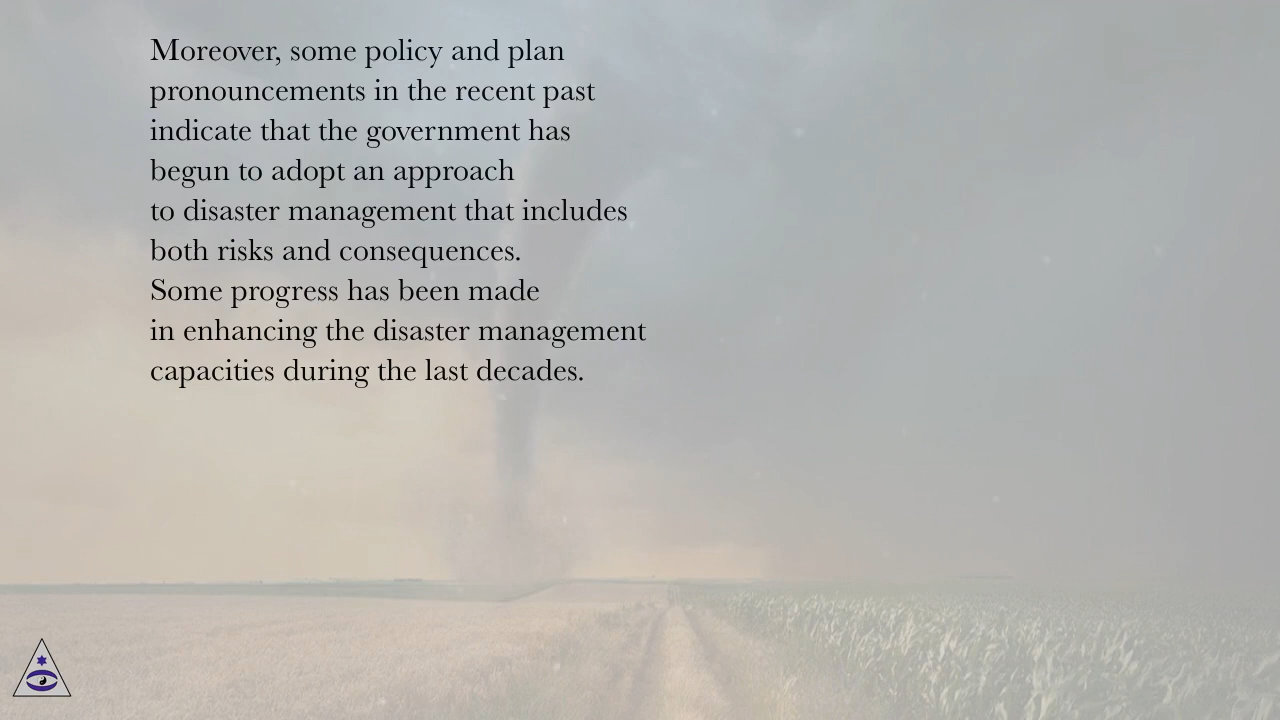 Moreover, some policy and plan
pronouncements in the recent past
indicate that the government has
begun to adopt an approach
to disaster management that includes
both risks and consequences.
Some progress has been made
in enhancing the disaster management
capacities during the last decades.